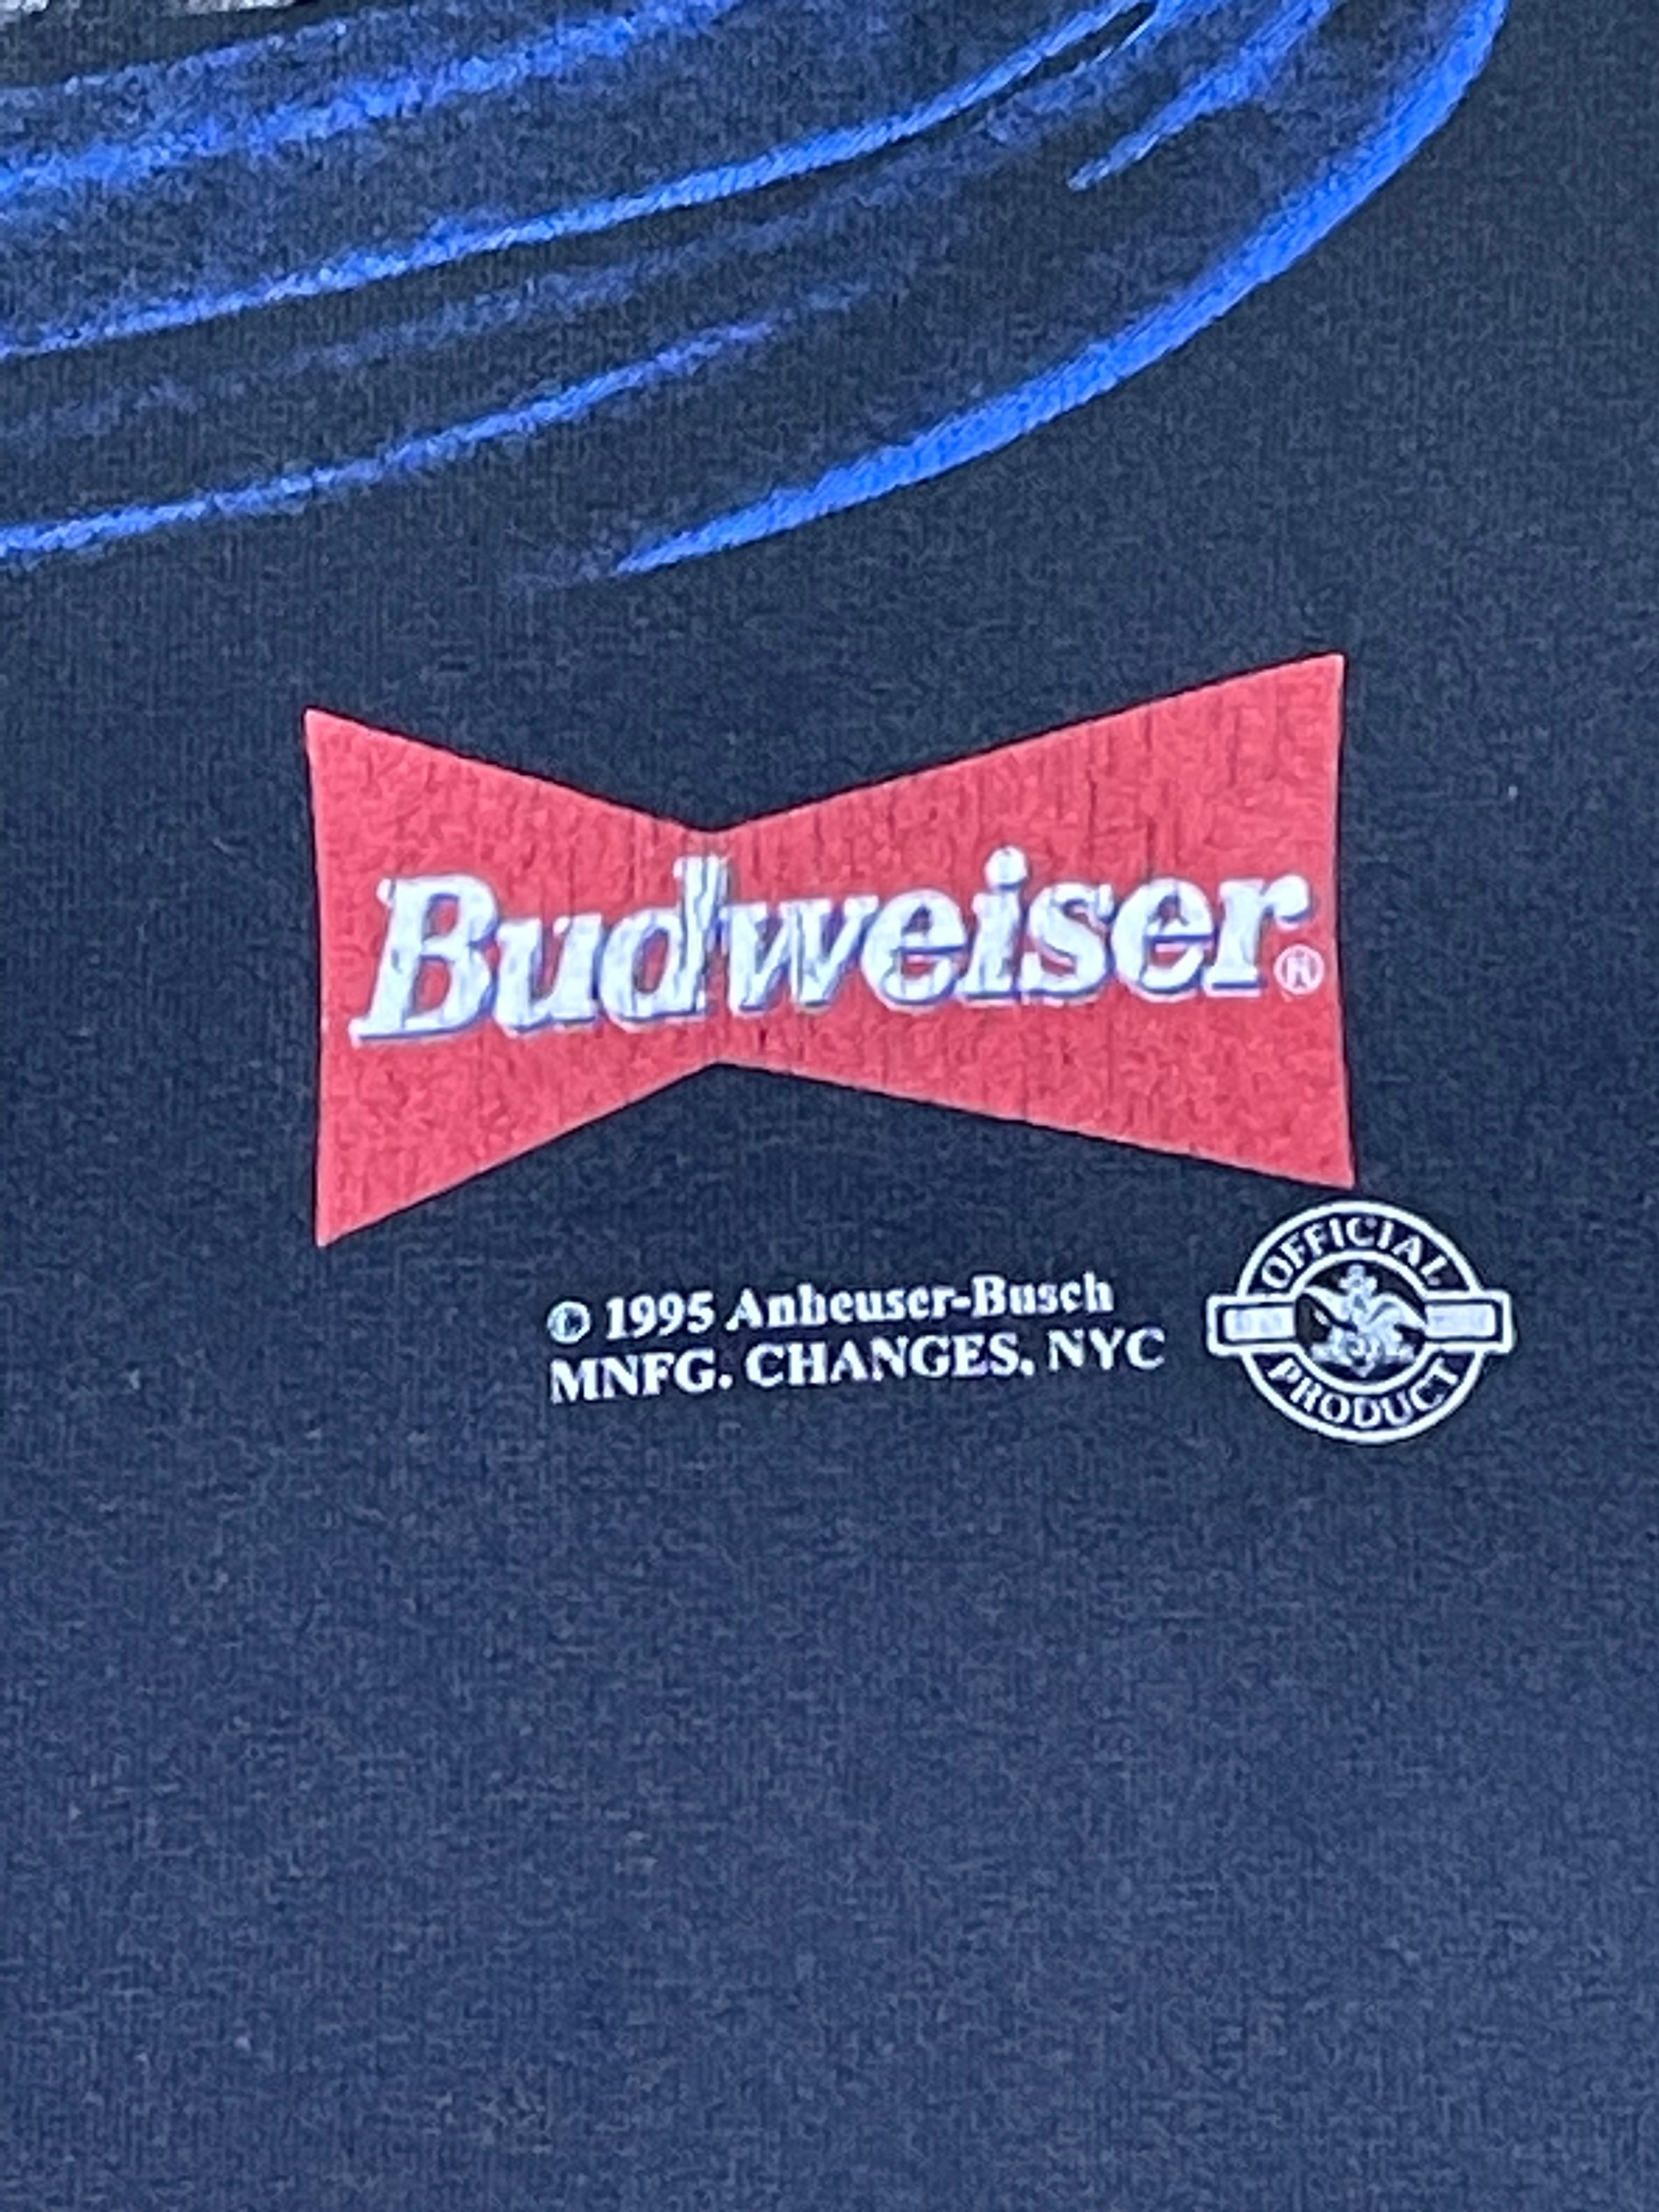 Budweiser®
© 1995 Anheuser-Busch
MNFG. CHANGES, NYC
OFFICIAL
PRODUCT